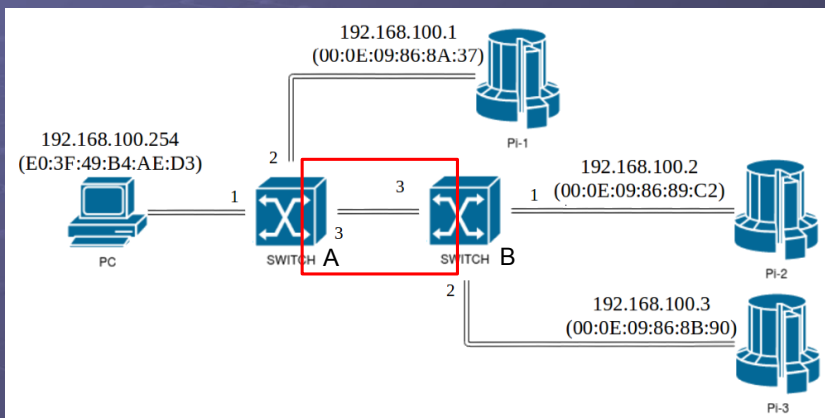 192.168.100.1
(00:0E:09:86:8A:37)
Pi-1
192.168.100.254
(E0:3F:49:B4:AE:D3)
2
1
3
3
192.168.100.2
1 (00:0E:09:86:89:C2)
PC
SWITCH A
SWITCH B
Pi-2
2
192.168.100.3
(00:0E:09:86:8B:90)
Pi-3